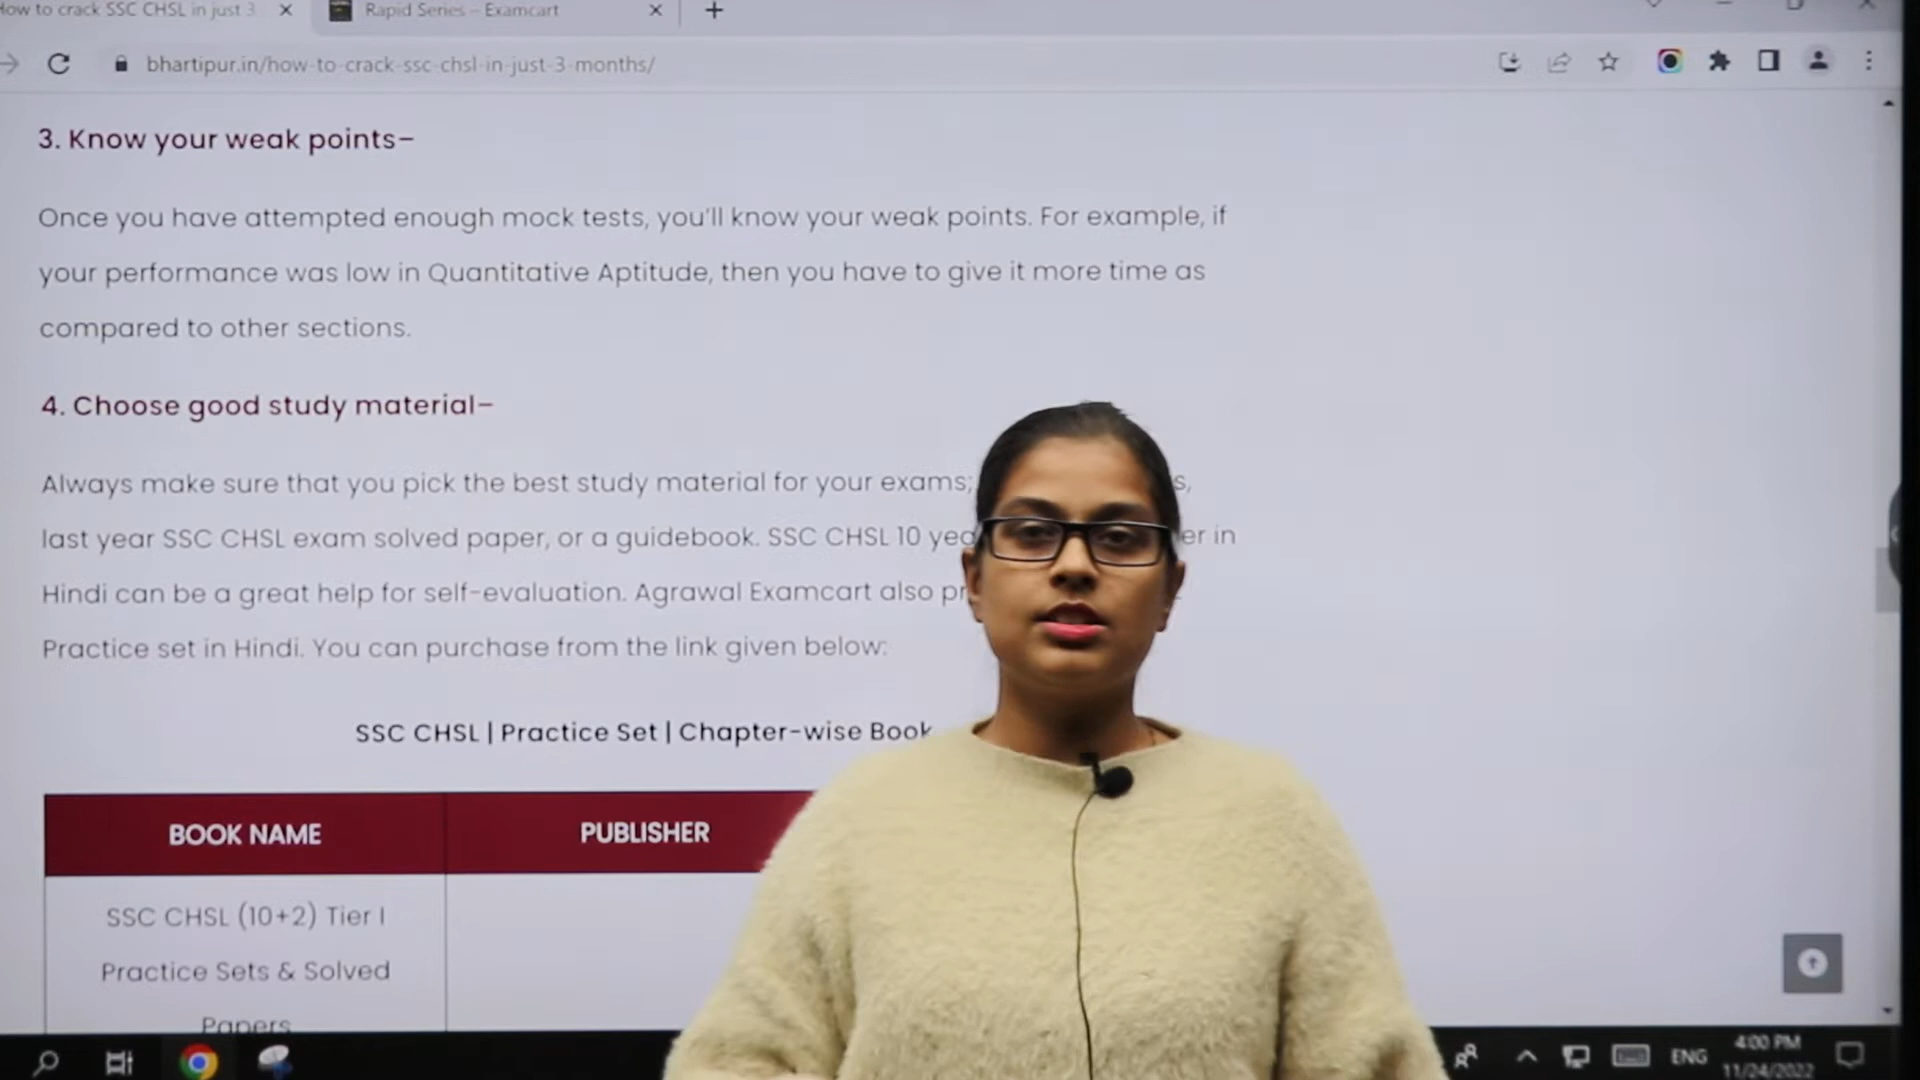 How to crack SSC CHSL in just 3
Rapid Series – Examcart
bhartipur.in/how-to-crack-ssc-chsl-in-just-3-months/
3. Know your weak points–
Once you have attempted enough mock tests, you'll know your weak points. For example, if
your performance was low in Quantitative Aptitude, then you have to give it more time as
compared to other sections.
4. Choose good study material–
Always make sure that you pick the best study material for your exams;
last year SSC CHSL exam solved paper, or a guidebook. SSC CHSL 10 in
Hindi can be a great help for self-evaluation. Agrawal Examcart also
Practice set in Hindi. You can purchase from the link given below:
SSC CHSL | Practice Set | Chapter-wise Book
BOOK NAME
PUBLISHER
SSC CHSL (10+2) Tier I
Practice Sets & Solved
Papers
ENG
4:00 PM
11/24/2022